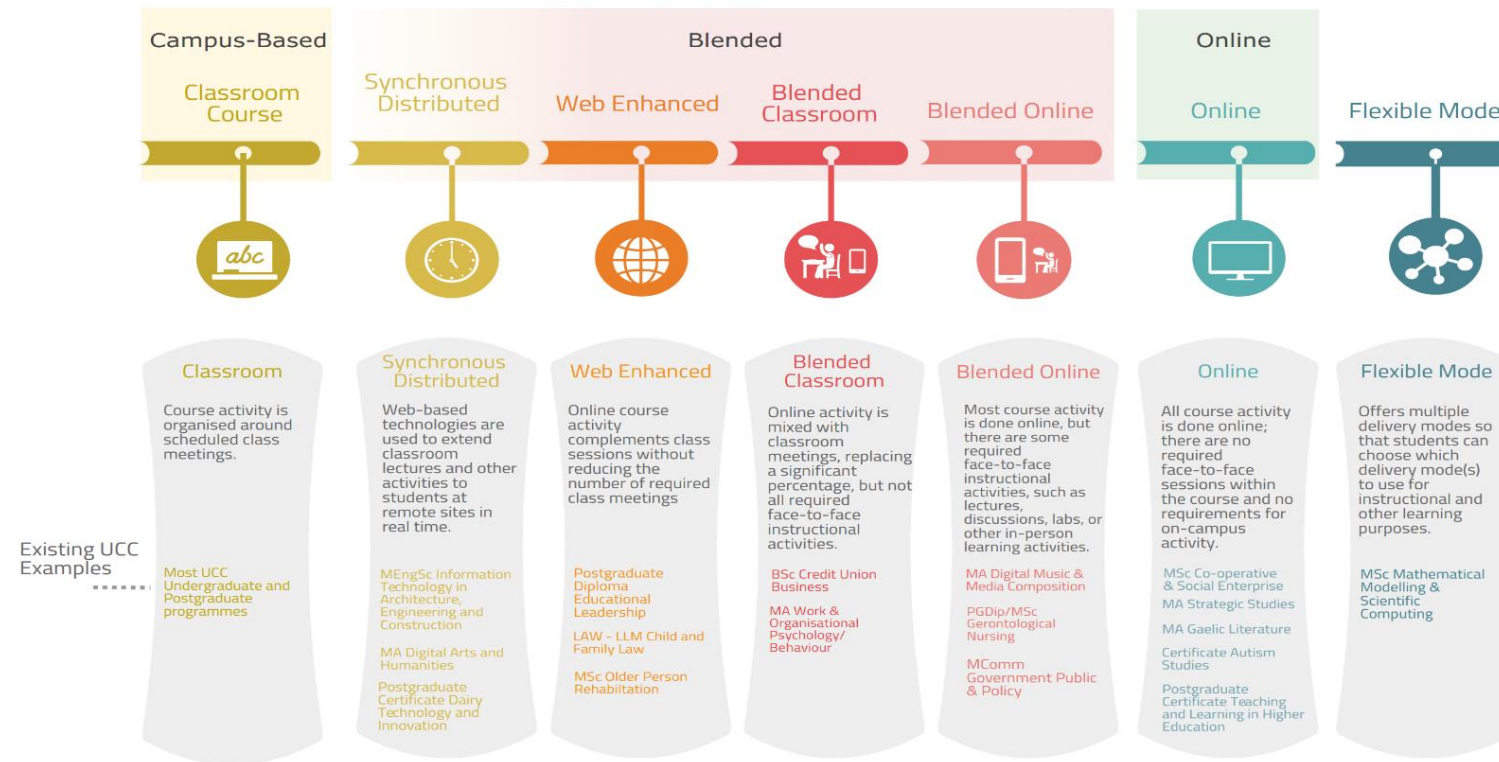 Campus-Based
Blended
Online
Classroom
Course
Synchronous
Distributed
Web Enhanced
Blended
Classroom
Blended Online
Online
Flexible Mode
abc
Classroom
Course activity is
organised around
scheduled class
meetings.
Synchronous
Distributed
Web-based
technologies are
used to extend
classroom
lectures and other
activities to
students at
remote sites in
real time.
Web Enhanced
Online course
activity
complements class
sessions without
reducing the
number of required
class meetings
Blended
Classroom
Online activity is
mixed with
classroom
meetings, replacing
a significant
percentage, but not
all required
face-to-face
instructional
activities.
Blended Online
Most course activity
is done online, but
there are some
required
face-to-face
instructional
activities, such as
lectures,
discussions, labs, or
other in-person
learning activities.
Online
All course activity
is done online;
there are no
required
face-to-face
sessions within
the course and no
requirements for
on-campus
activity.
Flexible Mode
Offers multiple
delivery modes so
that students can
choose which
delivery mode(s)
to use for
instructional and
other learning
purposes.
Existing UCC
Examples
Most UCC
Undergraduate and
Postgraduate
programmes
MEngSc Information
Technology in
Architecture,
Engineering and
Construction
MA Digital Arts and
Humanities
Postgraduate
Certificate Dairy
Technology and
Innovation
Postgraduate
Diploma
Educational
Leadership
LAW - LLM Child and
Family Law
MSc Older Person
Rehabiltation
BSc Credit Union
Business
MA Work &
Organisational
Psychology/
Behaviour
MA Digital Music &
Media Composition
PGDip/MSc
Gerontological
Nursing
MComm
Government Public
& Policy
MSc Co-operative
& Social Enterprise
MA Strategic Studies
MA Gaelic Literature
Certificate Autism
Studies
Postgraduate
Certificate Teaching
and Learning in Higher
Education
MSc Mathematical
Modelling &
Scientific
Computing